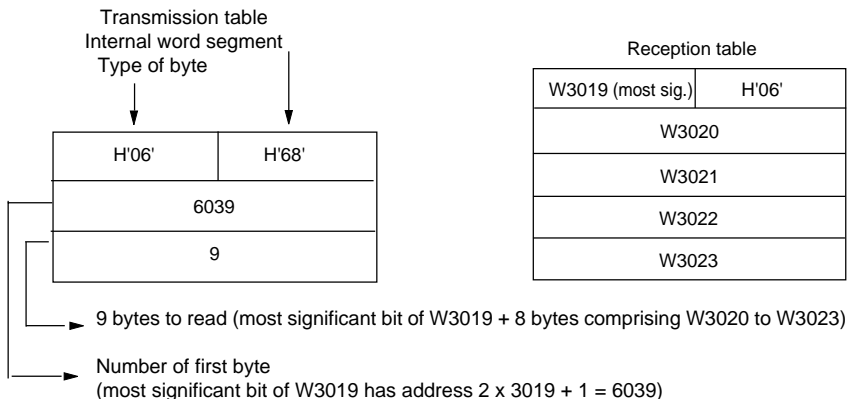 Transmission table
Internal word segment
Type of byte
H'06' H'68'
6039
9
Reception table
W3019 (most sig.) H'06'
W3020
W3021
W3022
W3023
9 bytes to read (most significant bit of W3019 + 8 bytes comprising W3020 to W3023)
Number of first byte
(most significant bit of W3019 has address 2 x 3019 + 1 = 6039)